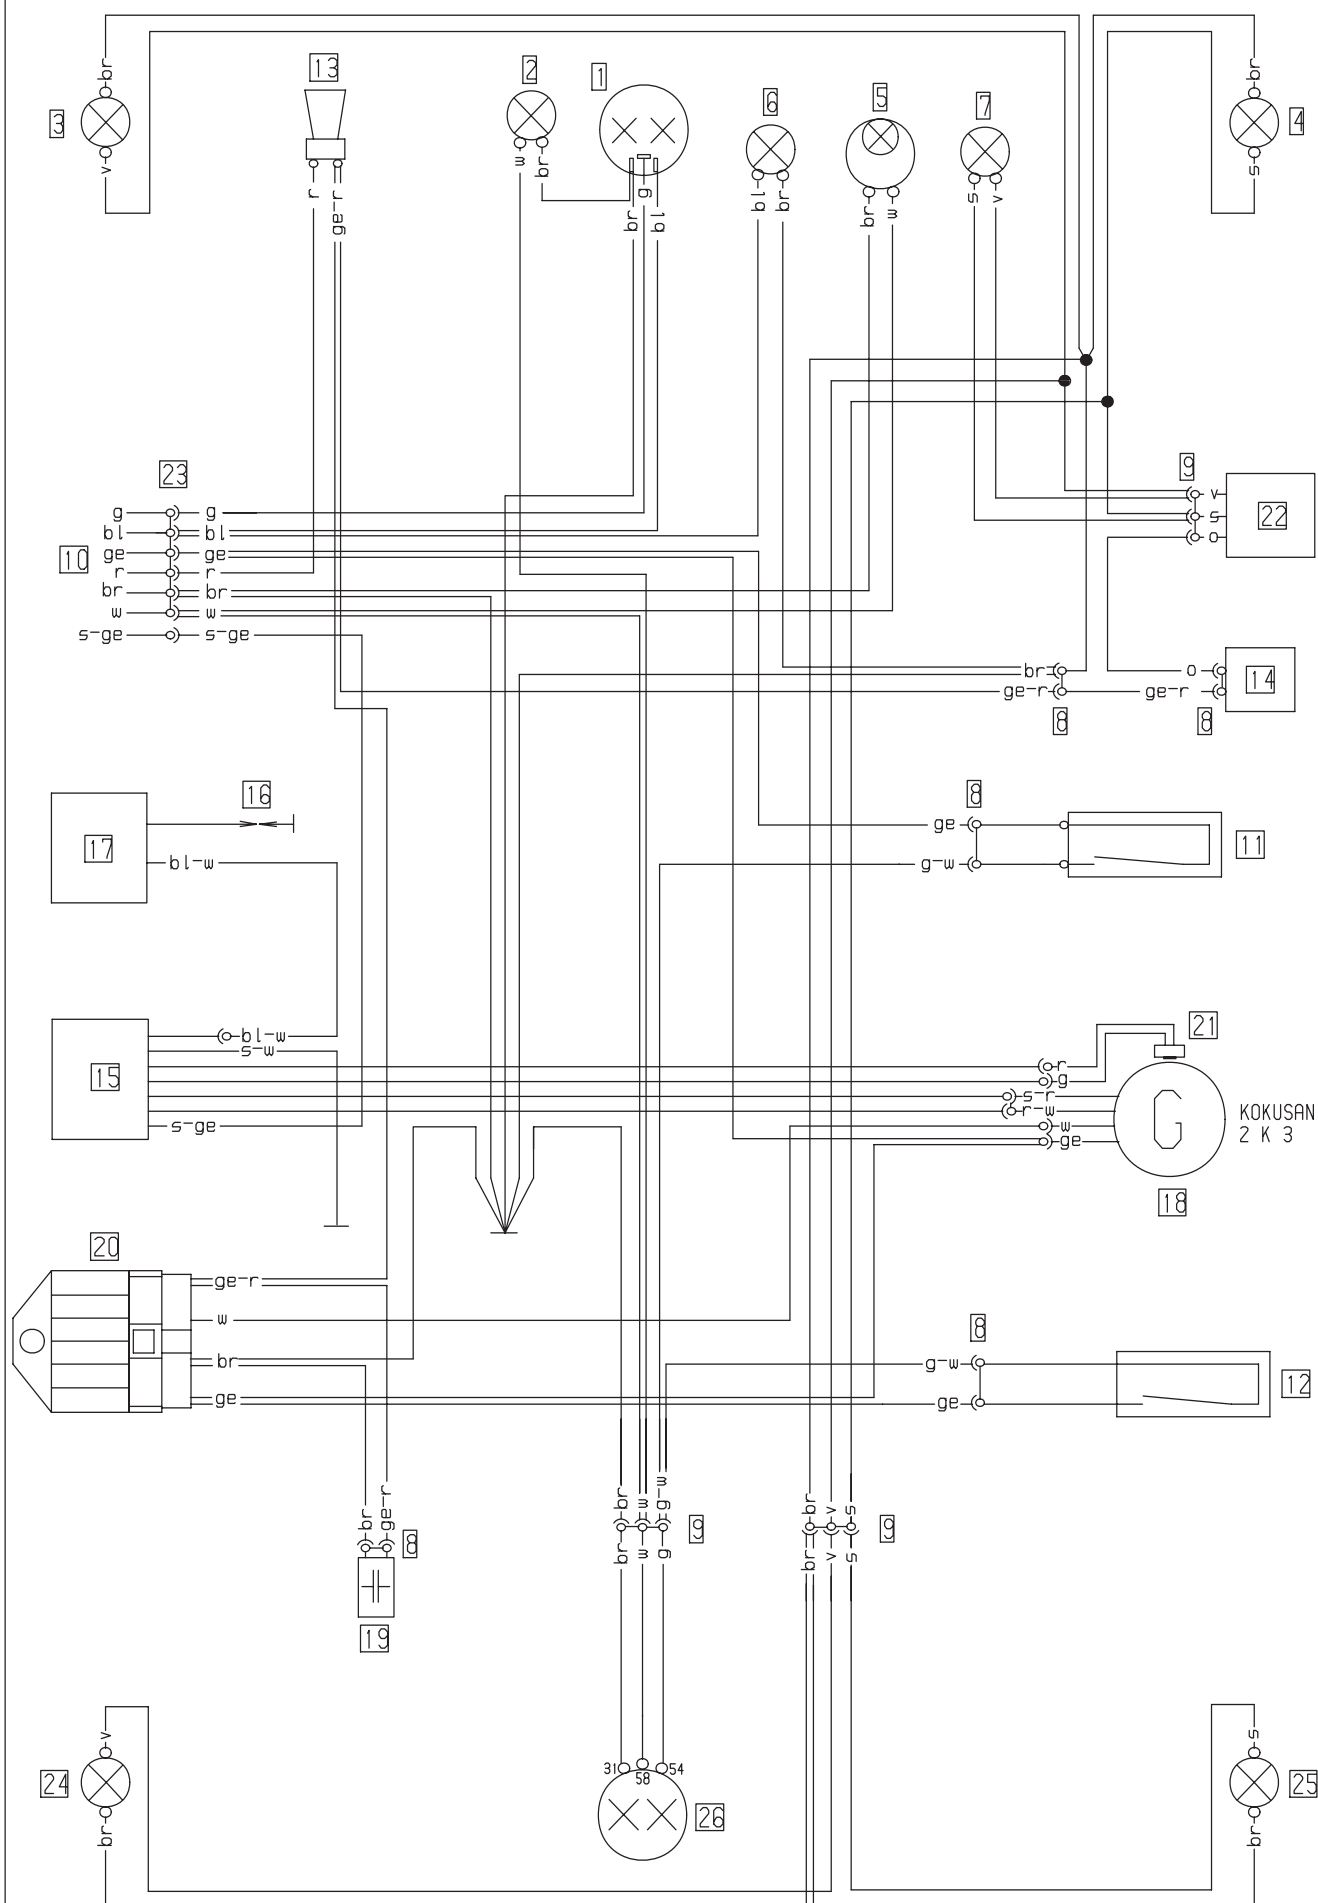 br
3
v
13
r
ge-r
2
w
br
1
br
g
bl
6
bl
br
5
br
w
7
s
v
br
4
s
23
10
g g
bl bl
ge ge
r r
br br
w w
s-ge s-ge
9
v
s
o
22
br
ge-r
8
o
ge-r
8
14
16
17
bl-w
8
ge
g-w
11
15
bl-w
s-w
s-ge
21
r
g
s-r
r-w
w
ge
G
KOKUSAN
2 K 3
18
20
ge-r
w
br
ge
8
g-w
ge
12
br
ge-r
8
19
br
w
g-w
9
br
w
g
br
v
s
9
br
v
s
v
24
br
31
58
54
26
s
25
br